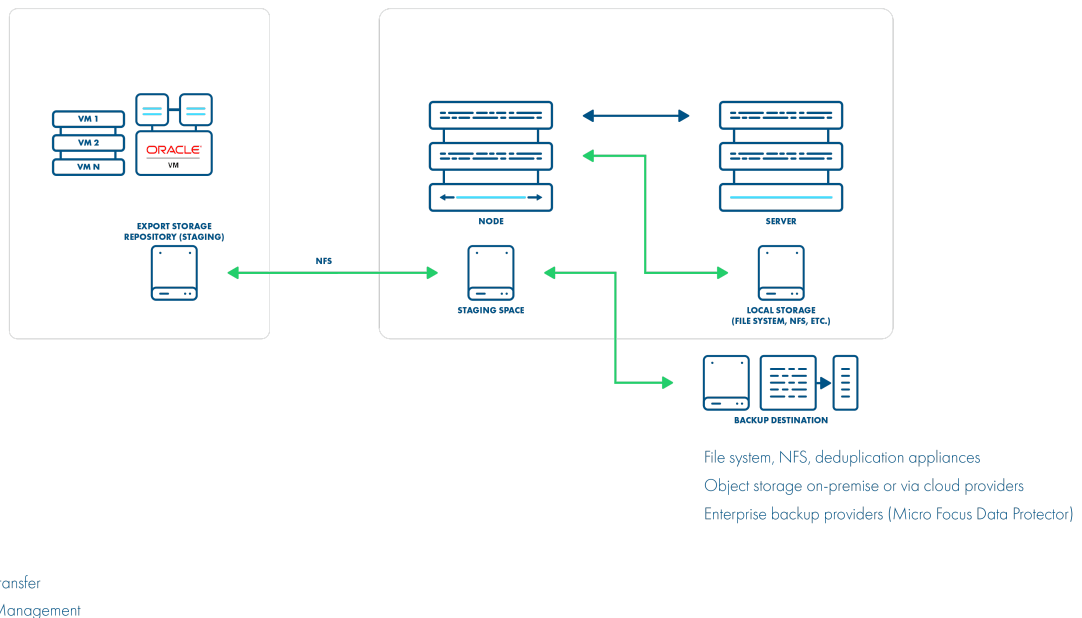 VM 1
VM 2
VM N
ORACLE
VM
EXPORT STORAGE
REPOSITORY (STAGING)
NFS
NODE
STAGING SPACE
SERVER
LOCAL STORAGE
(FILE SYSTEM, NFS, ETC.)
BACKUP DESTINATION
File system, NFS, deduplication appliances
Object storage on-premise or via cloud providers
Enterprise backup providers (Micro Focus Data Protector)
ransfer
Management